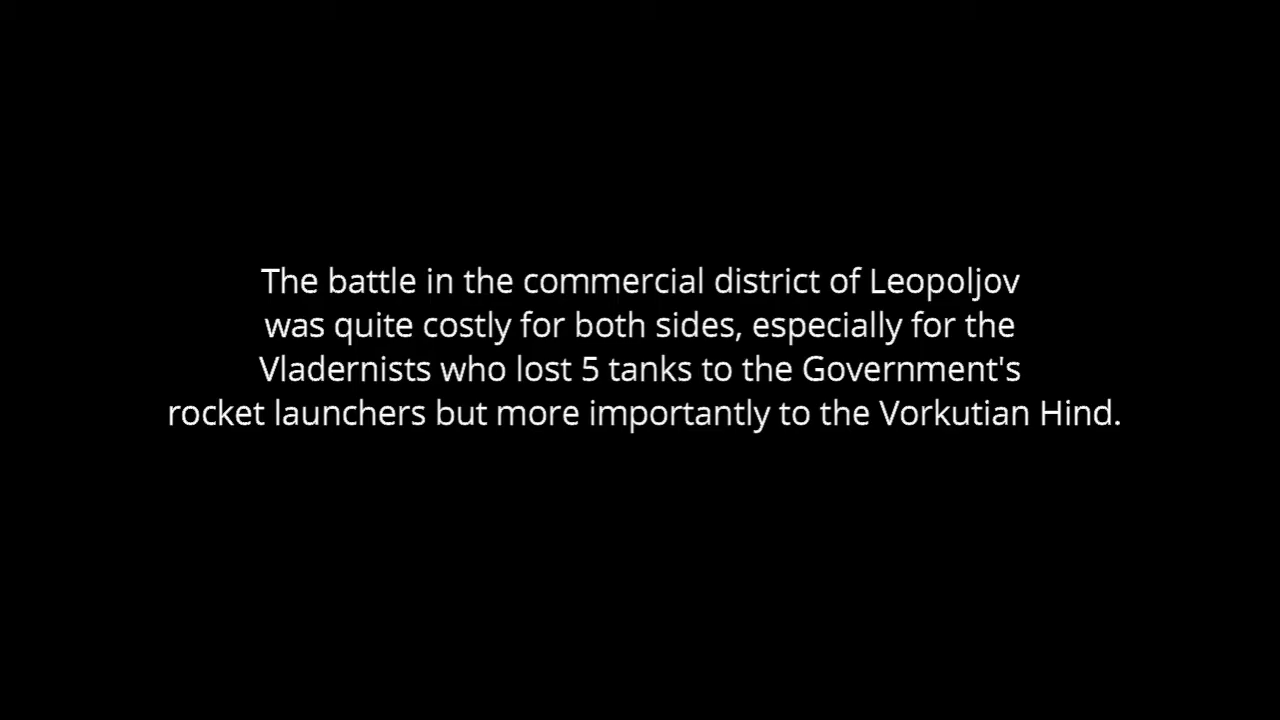 The battle in the commercial district of Leopoljov
was quite costly for both sides, especially for the
Vladernists who lost 5 tanks to the Government's
rocket launchers but more importantly to the Vorkutian Hind.